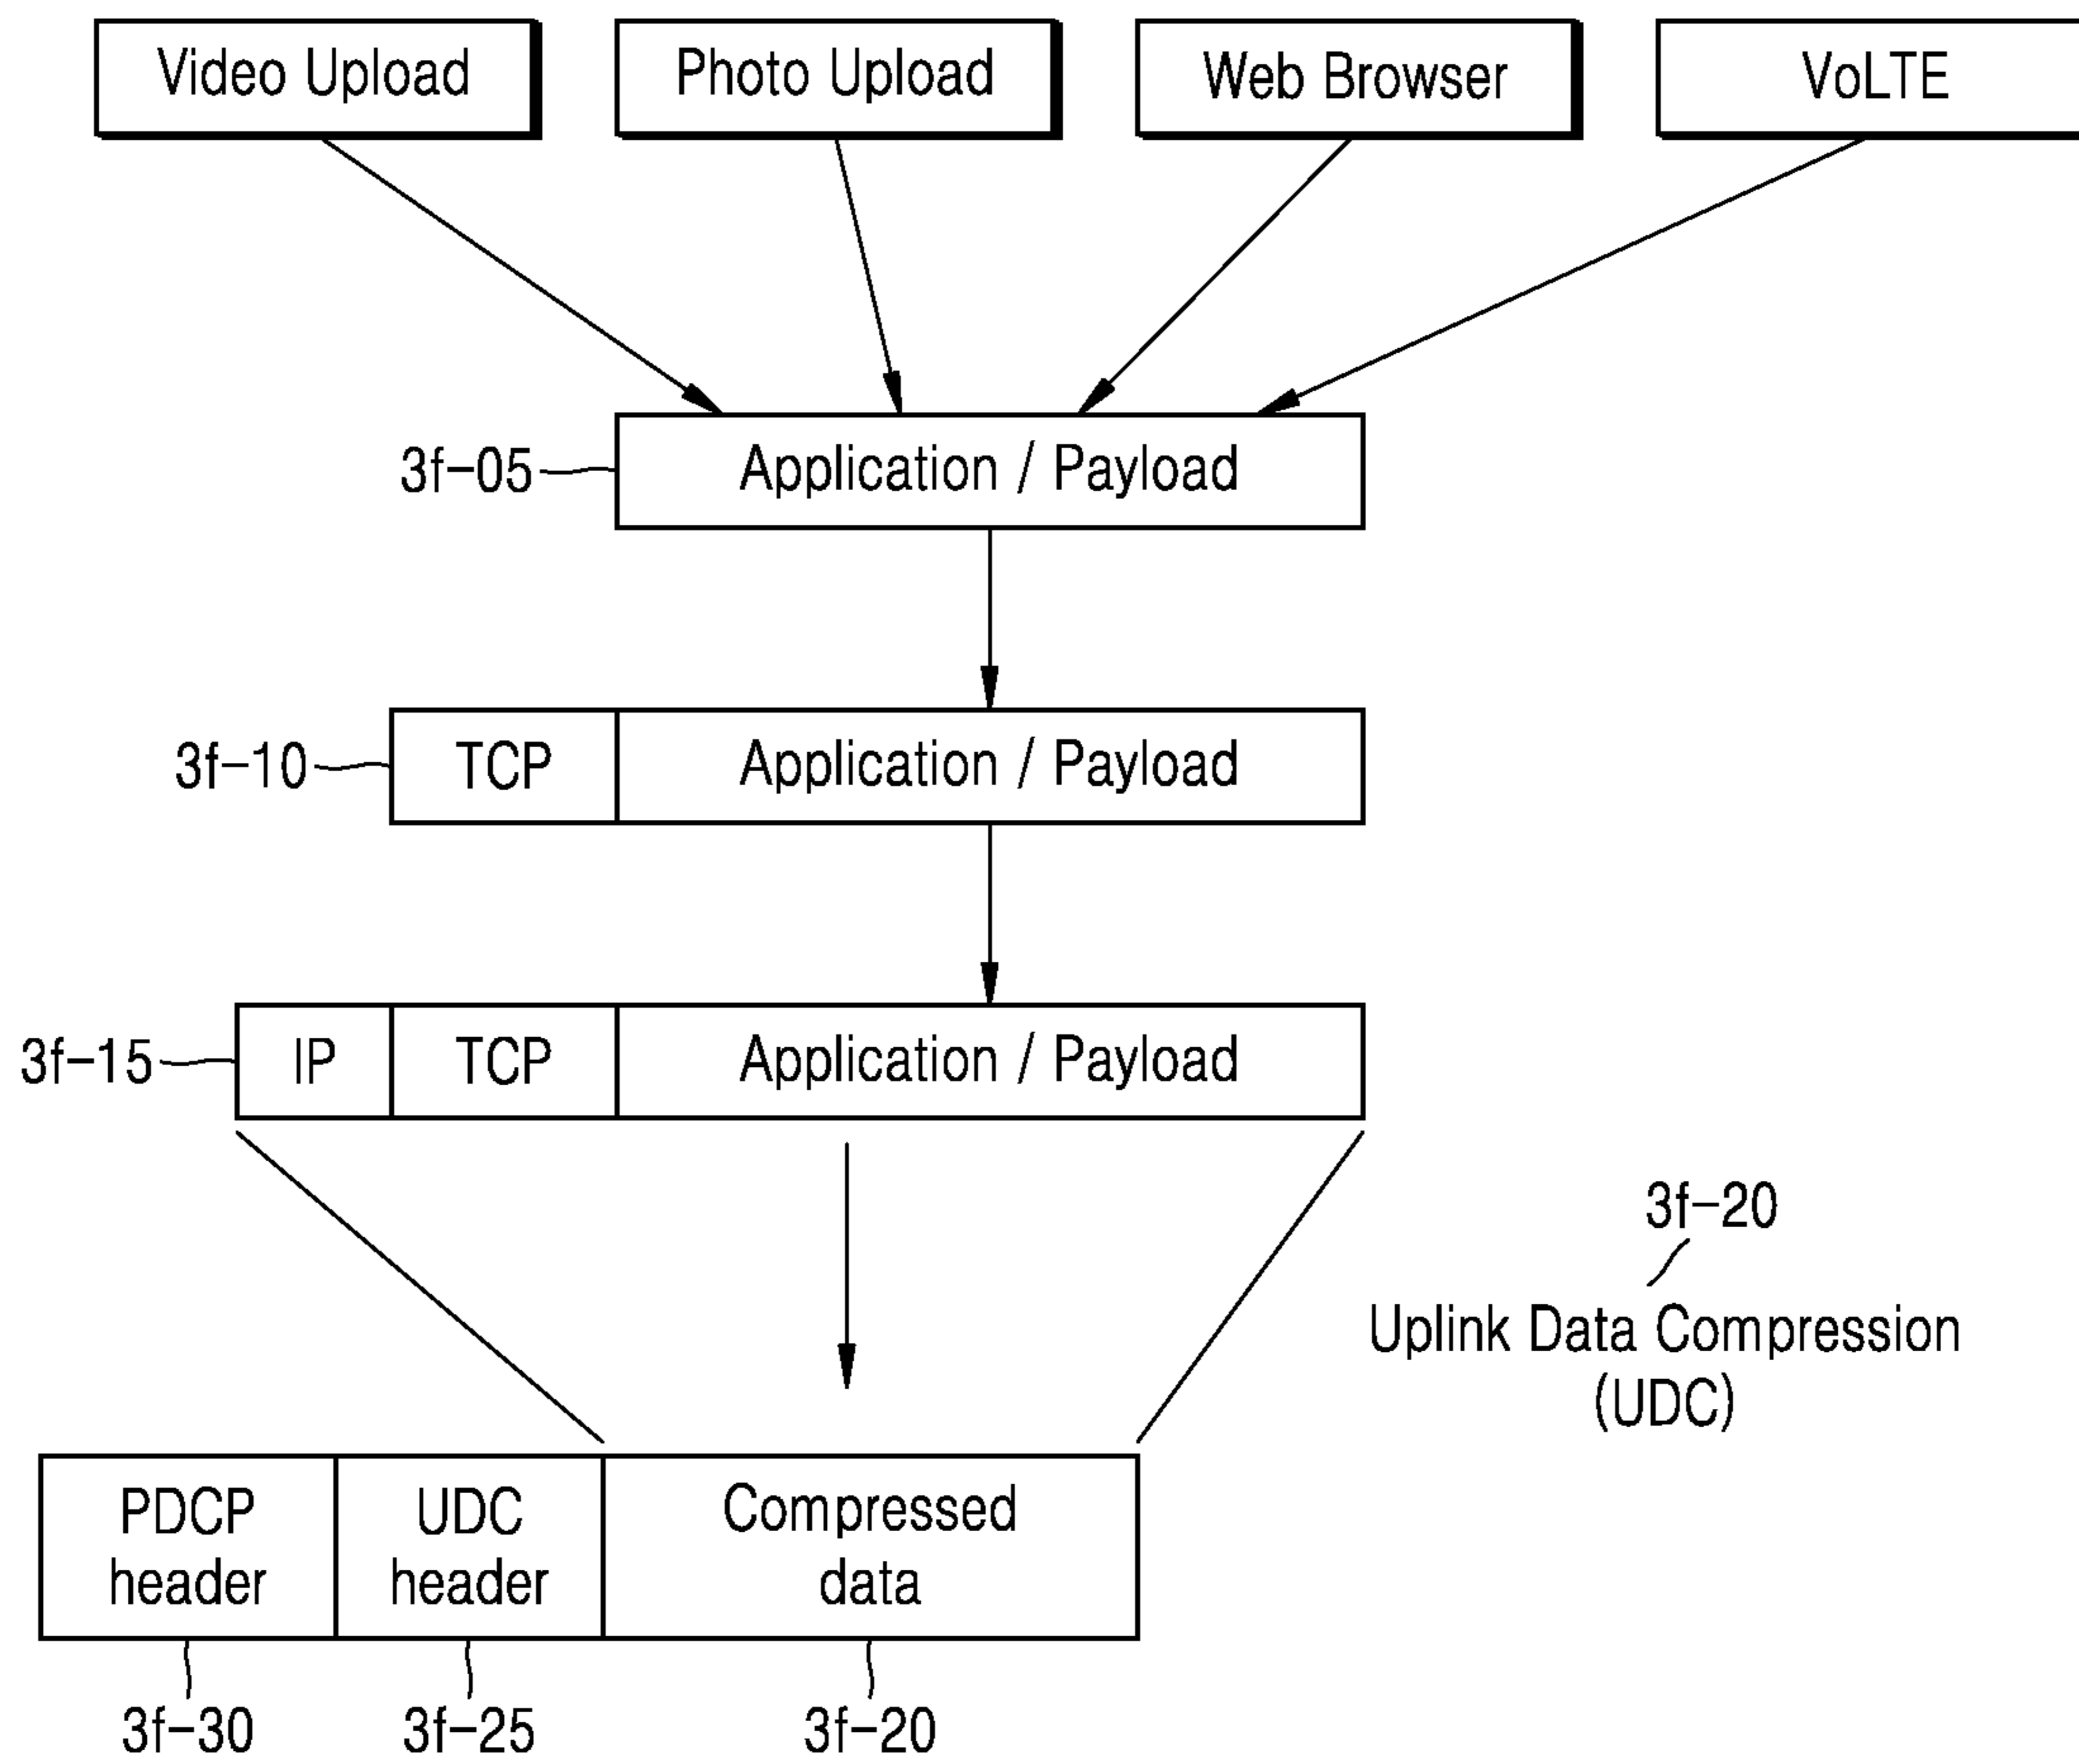 Video Upload
Photo Upload
Web Browser
VoLTE
3f-05
Application / Payload
3f-10
TCP
Application / Payload
3f-15
IP
TCP
Application / Payload
3f-20
Uplink Data Compression
(UDC)
PDCP
header
UDC
header
Compressed
data
3f-30
3f-25
3f-20